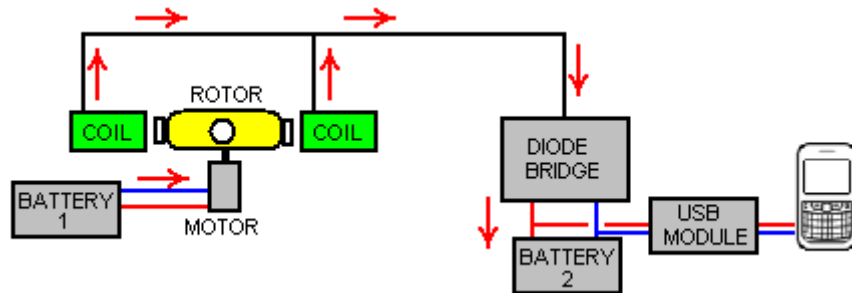 ROTOR
COIL
COIL
DIODE
BRIDGE
BATTERY
1
MOTOR
USB
MODULE
BATTERY
2